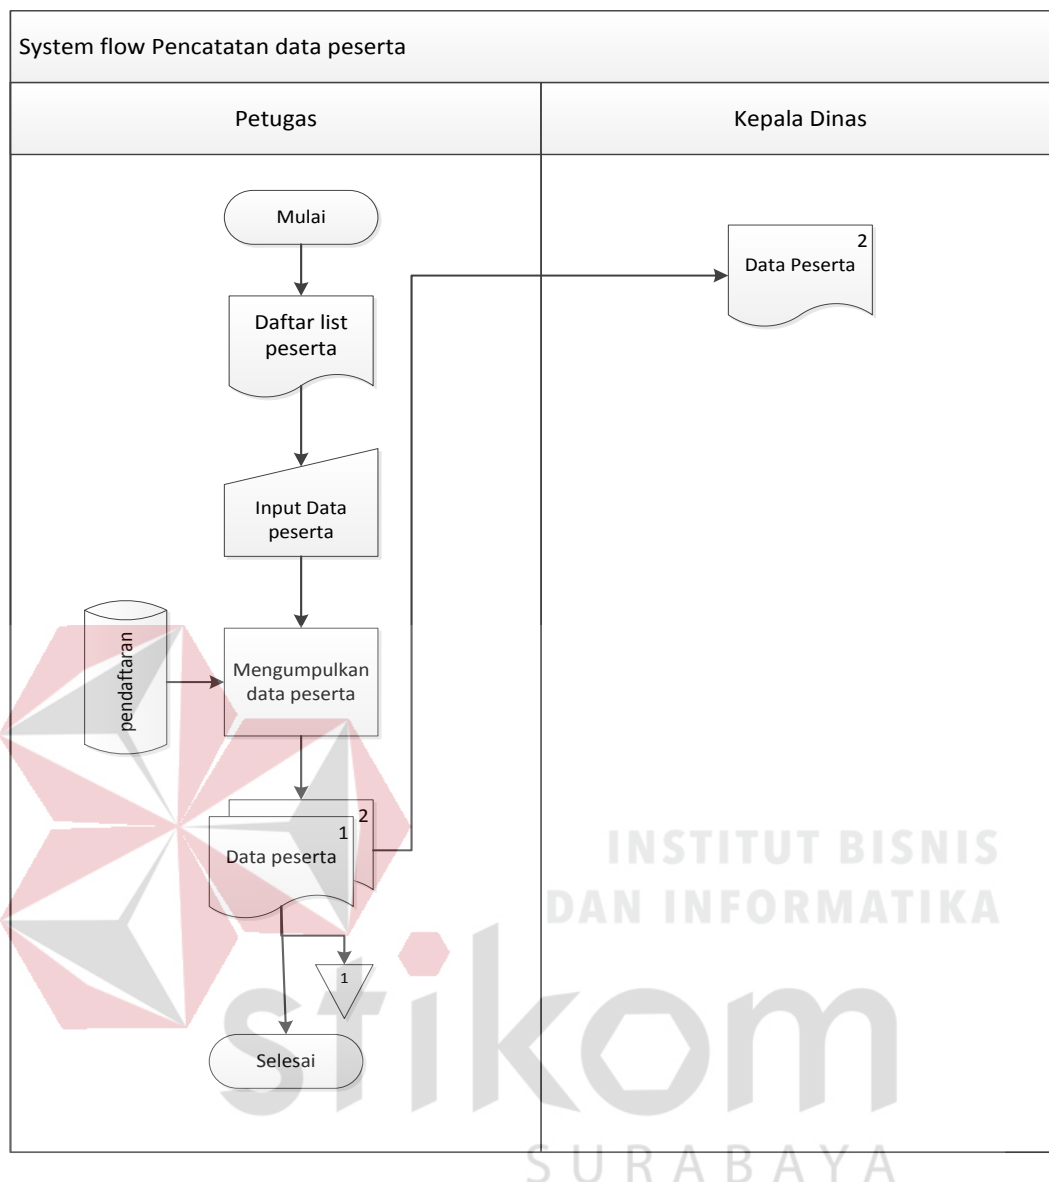 System flow Pencatatan data peserta
Petugas
Kepala Dinas
Mulai
2
Data Peserta
Daftar list
peserta
Input Data
peserta
pendaftaran
Mengumpulkan
data peserta
2
1
Data peserta
1
Selesai
INSTITUT BISNIS
DAN INFORMATIKA
stikom
SURABAYA